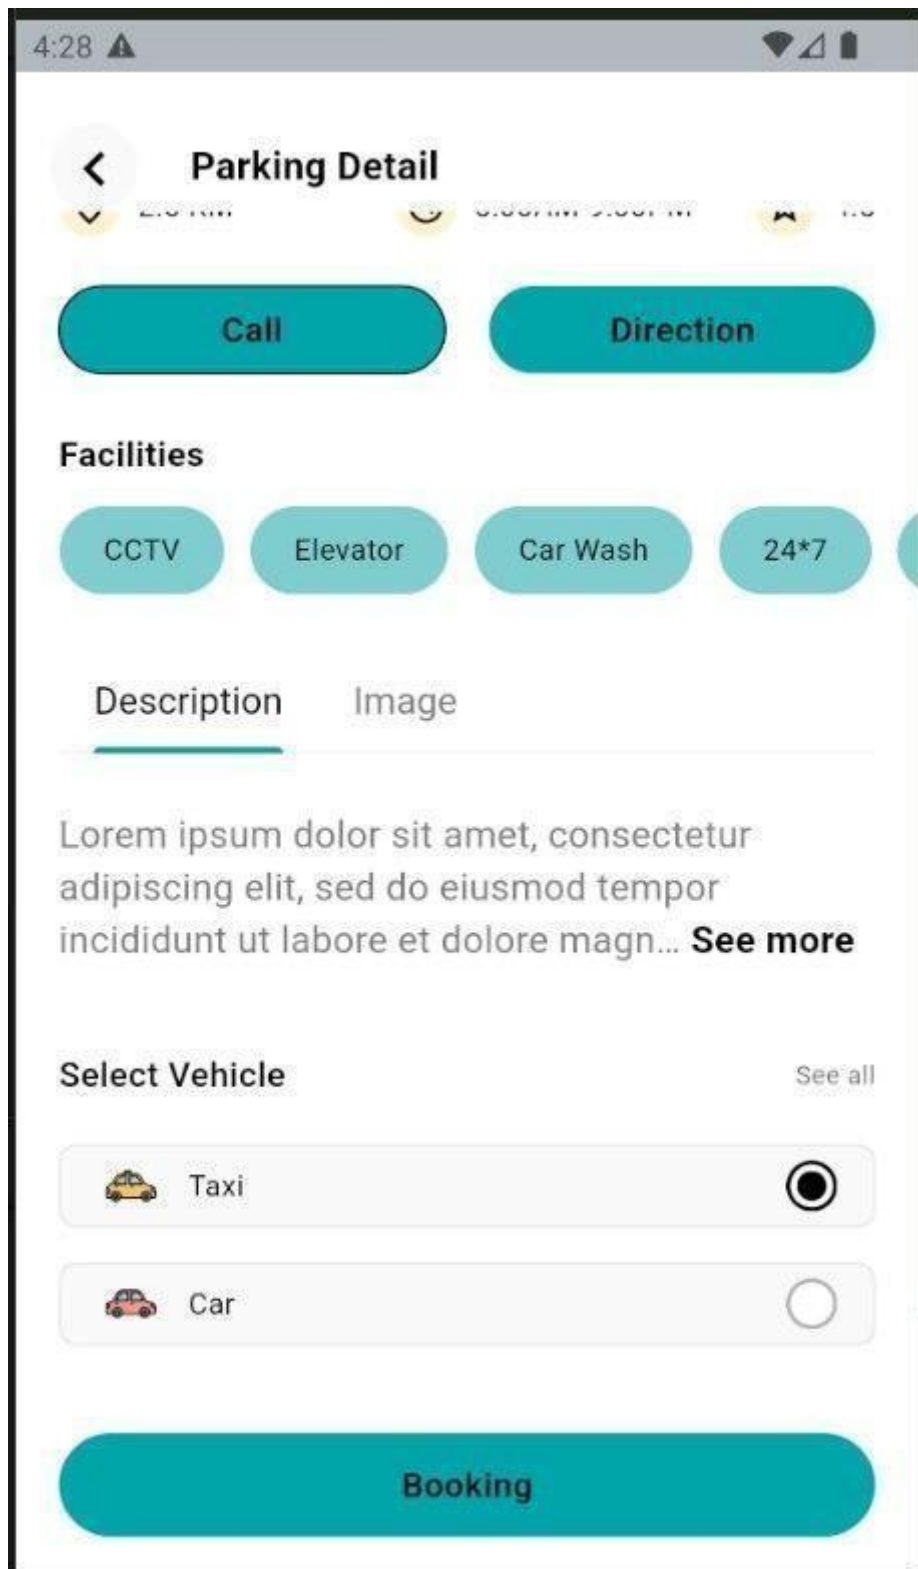 4:28
Parking Detail
Call Direction
Facilities
CCTV Elevator Car Wash 24*7
Description Image
Lorem ipsum dolor sit amet, consectetur
adipiscing elit, sed do eiusmod tempor
incididunt ut labore et dolore magn... See more
Select Vehicle See all
Taxi
Car
Booking